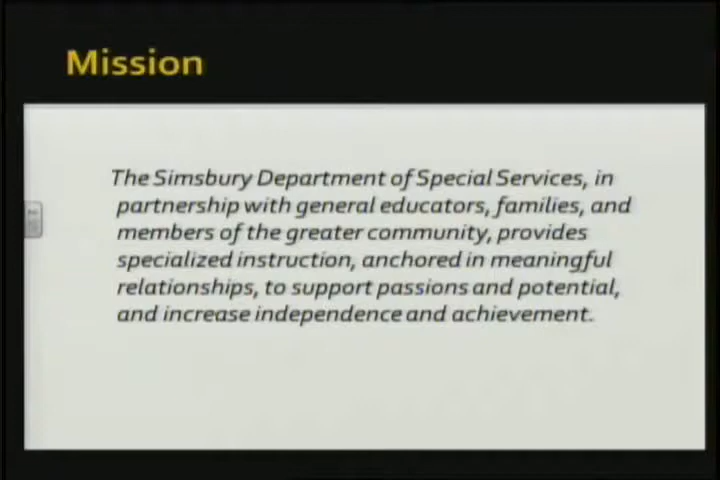 Mission
The Simsbury Department of Special Services, in
partnership with general educators, families, and
members of the greater community, provides
specialized instruction, anchored in meaningful
relationships, to support passions and potential,
and increase independence and achievement.